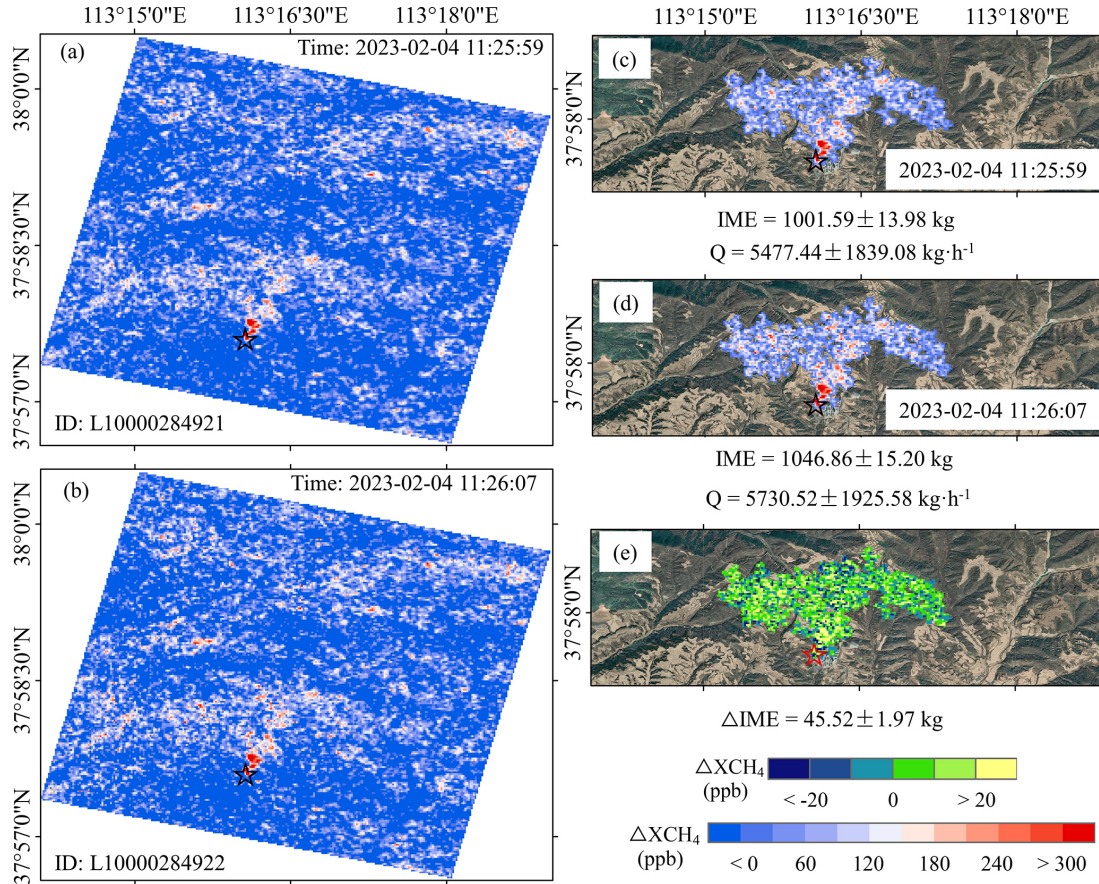 113°15'0"E 113°16'30"E 113°18'0"E
113°15'0"E 113°16'30"E 113°18'0"E
(a)
Time: 2023-02-04 11:25:59
38°0'0"N
37°58'30"N
37°57'0"N
ID: L10000284921
(b)
Time: 2023-02-04 11:26:07
38°0'0"N
37°58'30"N
37°57'0"N
ID: L10000284922
(c)
37°58'0"N
2023-02-04 11:25:59
IME = 1001.59±13.98 kg
Q = 5477.44±1839.08 kg·h⁻¹
(d)
37°58'0"N
2023-02-04 11:26:07
IME = 1046.86±15.20 kg
Q = 5730.52±1925.58 kg·h⁻¹
(e)
37°58'0"N
△IME = 45.52±1.97 kg
△XCH₄
(ppb)
< -20 0 > 20
△XCH₄
(ppb)
< 0 60 120 180 240 > 300